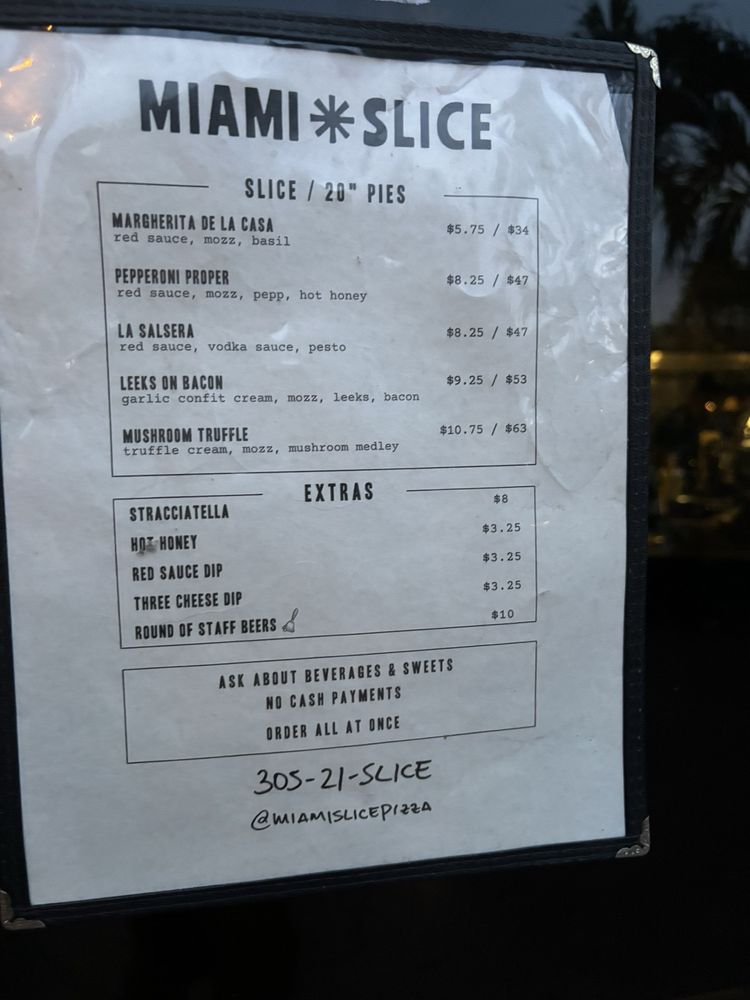 MIAMI*SLICE
SLICE / 20" PIES
MARGHERITA DE LA CASA $5.75 / $34
red sauce, mozz, basil
PEPPERONI PROPER $8.25 / $47
red sauce, mozz, pepp, hot honey
LA SALSERA $8.25 / $47
red sauce, vodka sauce, pesto
LEEKS ON BACON $9.25 / $53
garlic confit cream, mozz, leeks, bacon
MUSHROOM TRUFFLE $10.75 / $63
truffle cream, mozz, mushroom medley
EXTRAS
STRACCIATELLA $8
HOT HONEY $3.25
RED SAUCE DIP $3.25
THREE CHEESE DIP $3.25
ROUND OF STAFF BEERS $10
ASK ABOUT BEVERAGES & SWEETS
NO CASH PAYMENTS
ORDER ALL AT ONCE
305-21-SLICE
@MIAMISLICEPIZZA